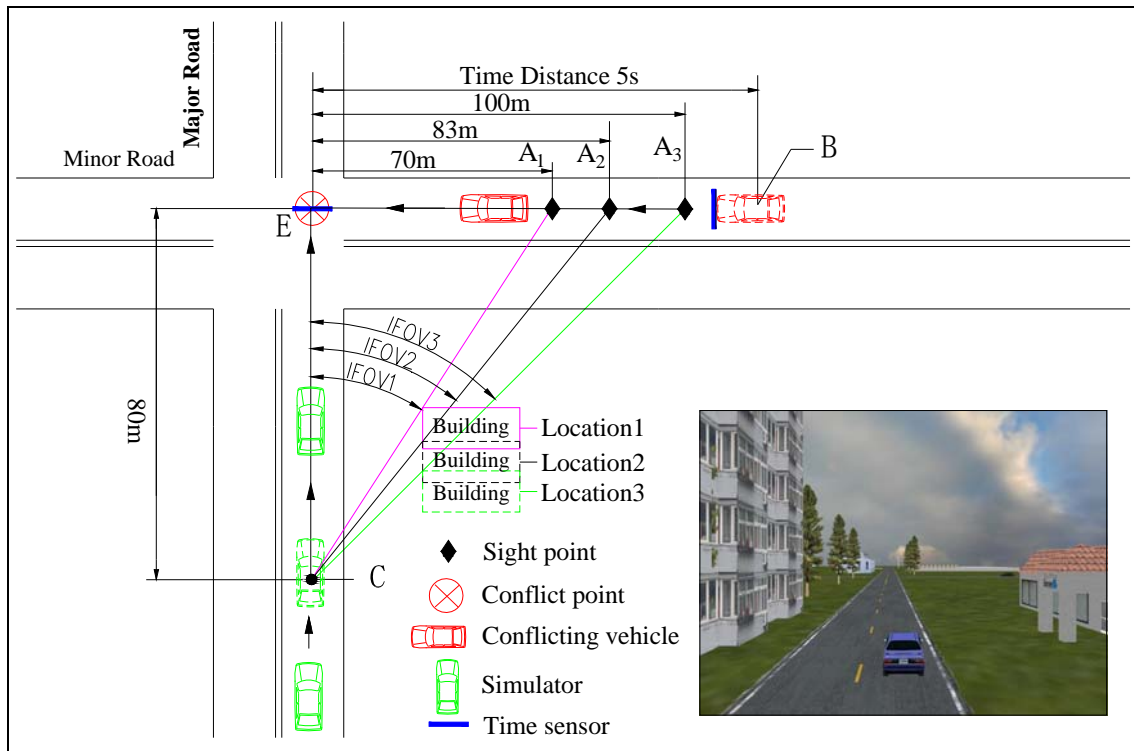 Major Road
Minor Road
Time Distance 5s
100m
83m
70m
A1
A2
A3
B
E
80m
IFOV3
IFOV2
IFOV1
C
Building
Location1
Building
Location2
Building
Location3
Sight point
Conflict point
Conflicting vehicle
Simulator
Time sensor